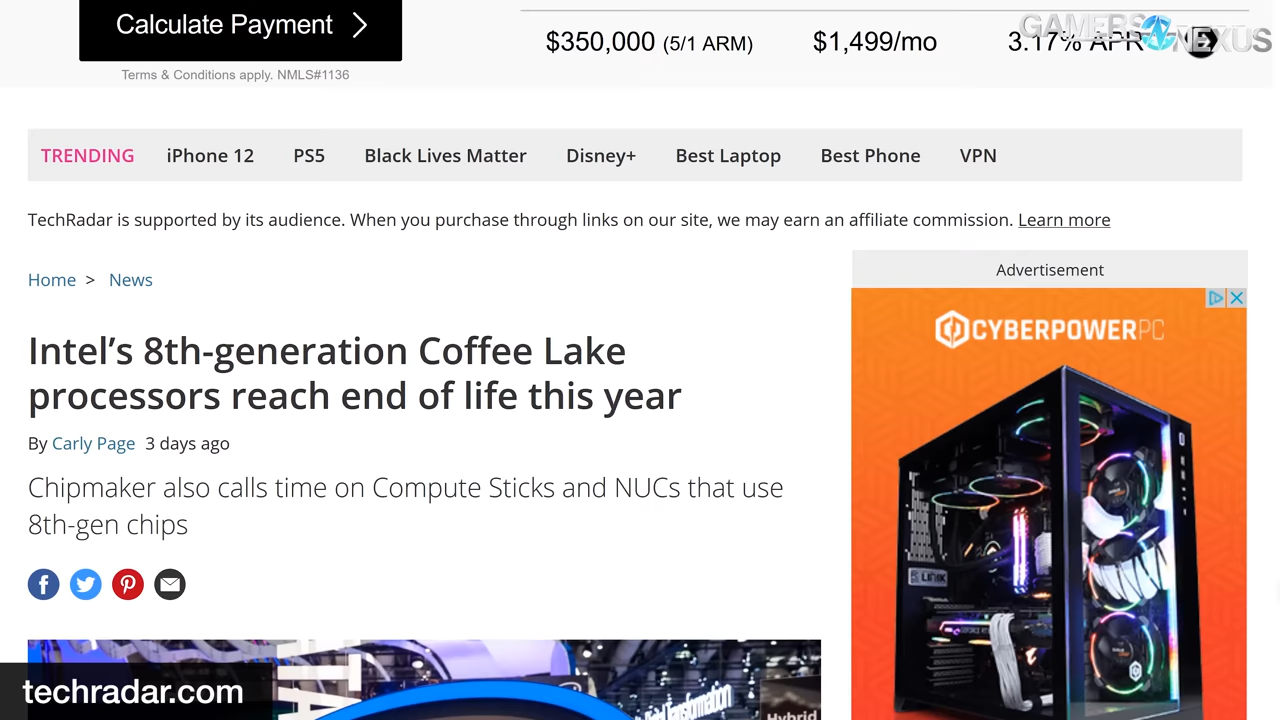 Calculate Payment
Terms & Conditions apply. NMLS#1136
$350,000 (5/1 ARM) $1,499/mo 3.17% APR
GAMERS NEXUS
TRENDING iPhone 12 PS5 Black Lives Matter Disney+ Best Laptop Best Phone VPN
TechRadar is supported by its audience. When you purchase through links on our site, we may earn an affiliate commission. Learn more
Home > News
Advertisement
CYBERPOWERPC
Intel’s 8th-generation Coffee Lake
processors reach end of life this year
By Carly Page 3 days ago
Chipmaker also calls time on Compute Sticks and NUCs that use
8th-gen chips
techradar.com
Hybrid